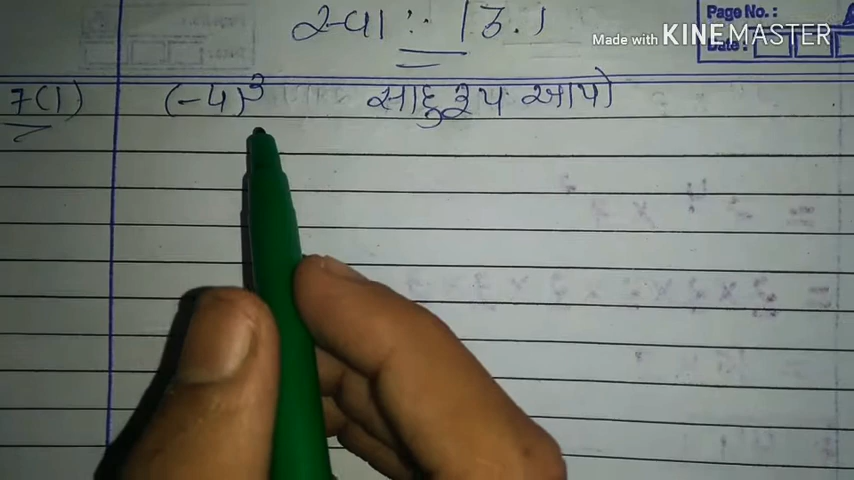 સ્વા : 13.1
Page No.:
Date :
Made with KINEMASTER
7(1) (-4)³ સાદુરૂપ આપો